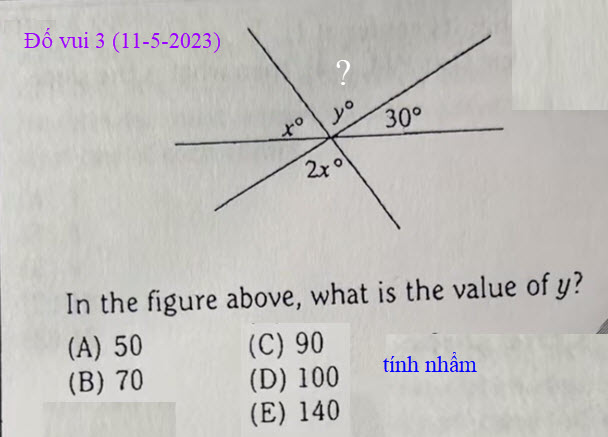 Đố vui 3 (11-5-2023)
?
x° y° 30°
2x°
In the figure above, what is the value of y?
(A) 50 (C) 90
(B) 70 (D) 100
(E) 140
tính nhẩm